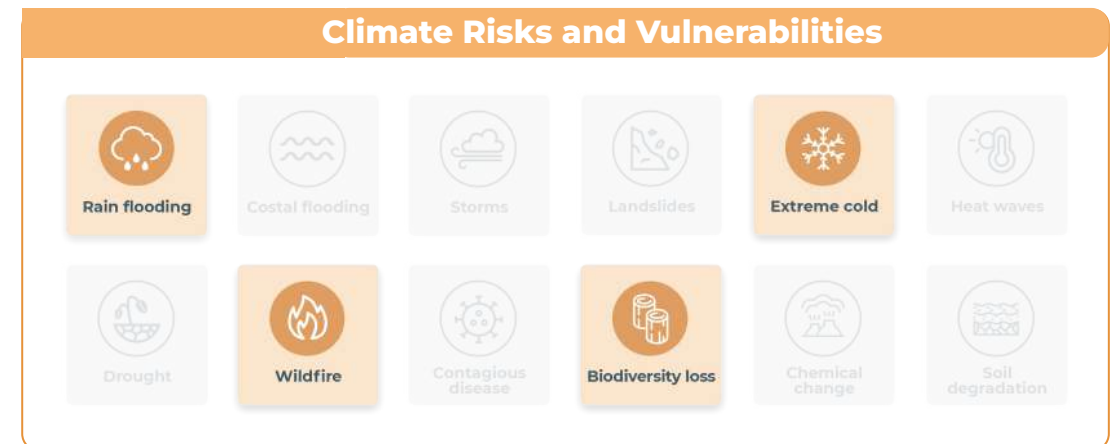 Climate Risks and Vulnerabilities
Rain flooding
Costal flooding
Storms
Landslides
Extreme cold
Heat waves
Drought
Wildfire
Contagious
disease
Biodiversity loss
Chemical
change
Soil
degradation